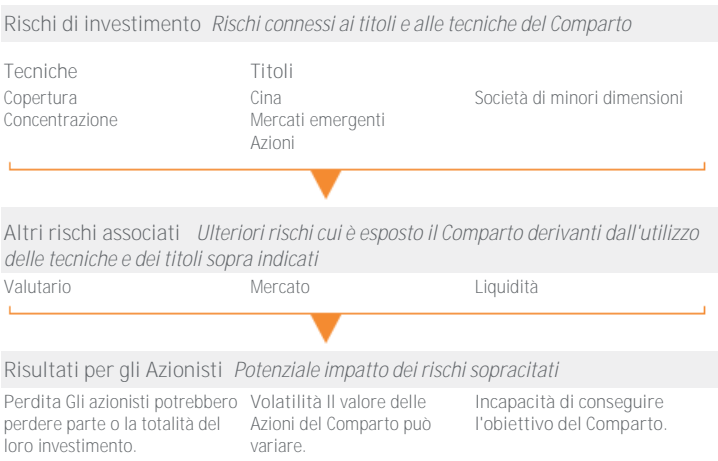 Rischi di investimento Rischi connessi ai titoli e alle tecniche del Comparto
Tecniche
Copertura
Concentrazione
Titoli
Cina
Mercati emergenti
Azioni
Società di minori dimensioni
Altri rischi associati Ulteriori rischi cui è esposto il Comparto derivanti dall'utilizzo
delle tecniche e dei titoli sopra indicati
Valutario
Mercato
Liquidità
Risultati per gli Azionisti Potenziale impatto dei rischi sopracitati
Perdita Gli azionisti potrebbero
perdere parte o la totalità del
loro investimento.
Volatilità Il valore delle
Azioni del Comparto può
variare.
Incapacità di conseguire
l'obiettivo del Comparto.